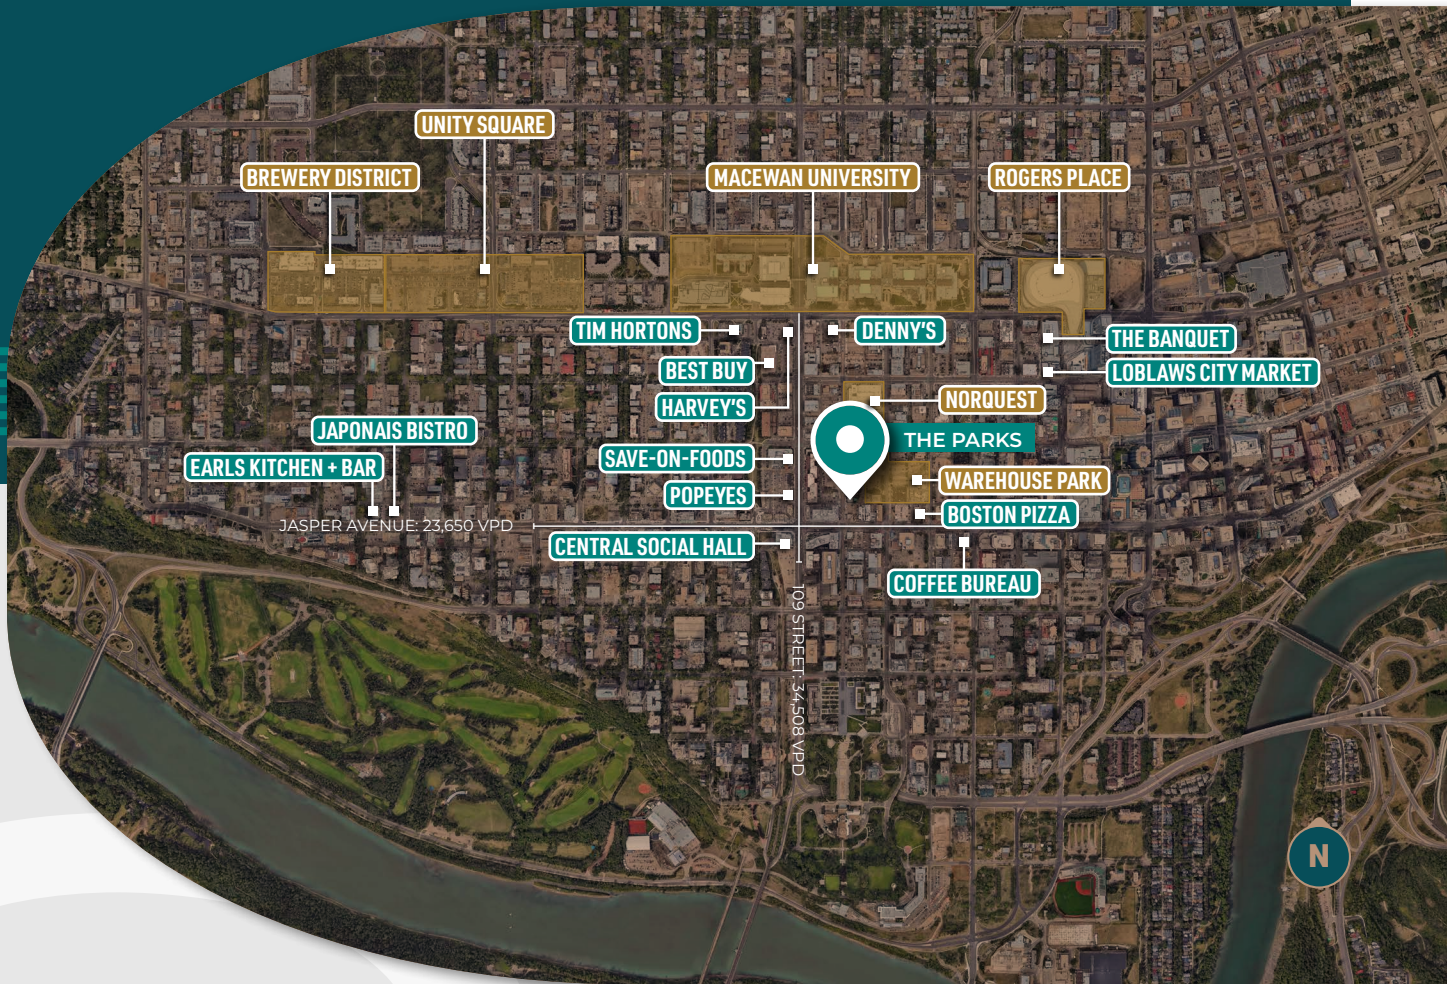 UNITY SQUARE
BREWERY DISTRICT
MACEWAN UNIVERSITY
ROGERS PLACE
TIM HORTONS
DENNY'S
THE BANQUET
BEST BUY
LOBLAWS CITY MARKET
HARVEY'S
NORQUEST
JAPONAIS BISTRO
THE PARKS
SAVE-ON-FOODS
EARLS KITCHEN + BAR
WAREHOUSE PARK
POPEYES
BOSTON PIZZA
JASPER AVENUE: 23,650 VPD
CENTRAL SOCIAL HALL
COFFEE BUREAU
109 STREET: 34,508 VPD
N